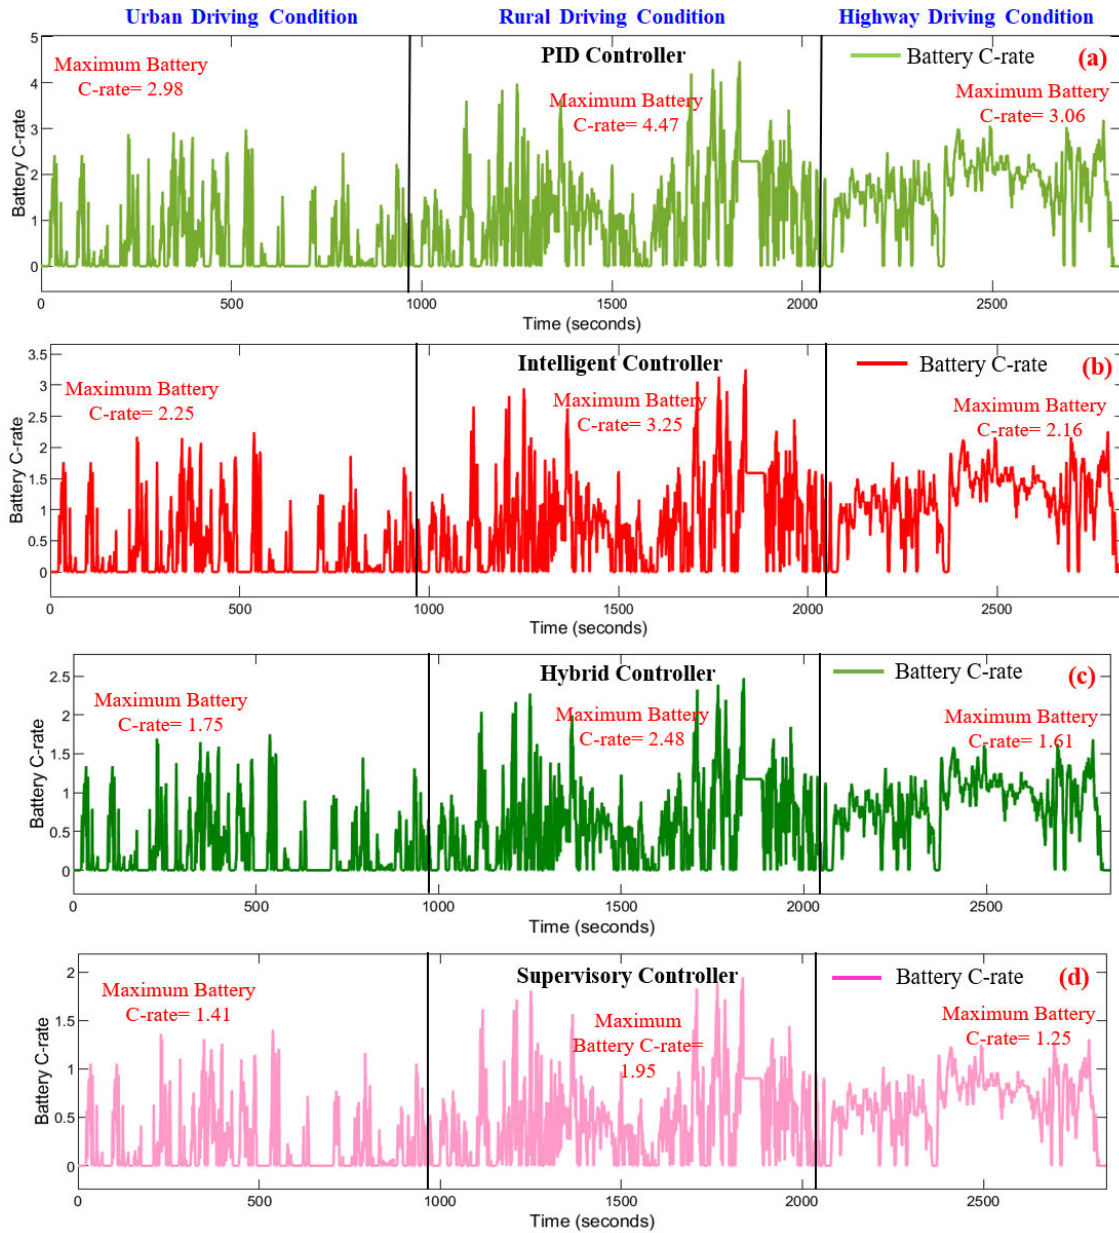 Urban Driving Condition
Rural Driving Condition
Highway Driving Condition
PID Controller
Battery C-rate
(a)
Maximum Battery
C-rate= 2.98
Maximum Battery
C-rate= 4.47
Maximum Battery
C-rate= 3.06
Battery C-rate
5
4
3
2
1
0
0
500
1000
1500
2000
2500
Time (seconds)
Intelligent Controller
Battery C-rate
(b)
Maximum Battery
C-rate= 2.25
Maximum Battery
C-rate= 3.25
Maximum Battery
C-rate= 2.16
Battery C-rate
3.5
3
2.5
2
1.5
1
0.5
0
0
500
1000
1500
2000
2500
Time (seconds)
Hybrid Controller
Battery C-rate
(c)
Maximum Battery
C-rate= 1.75
Maximum Battery
C-rate= 2.48
Maximum Battery
C-rate= 1.61
Battery C-rate
2.5
2
1.5
1
0.5
0
0
500
1000
1500
2000
2500
Time (seconds)
Supervisory Controller
Battery C-rate
(d)
Maximum Battery
C-rate= 1.41
Maximum
Battery C-rate=
1.95
Maximum Battery
C-rate= 1.25
Battery C-rate
2
1.5
1
0.5
0
0
500
1000
1500
2000
2500
Time (seconds)